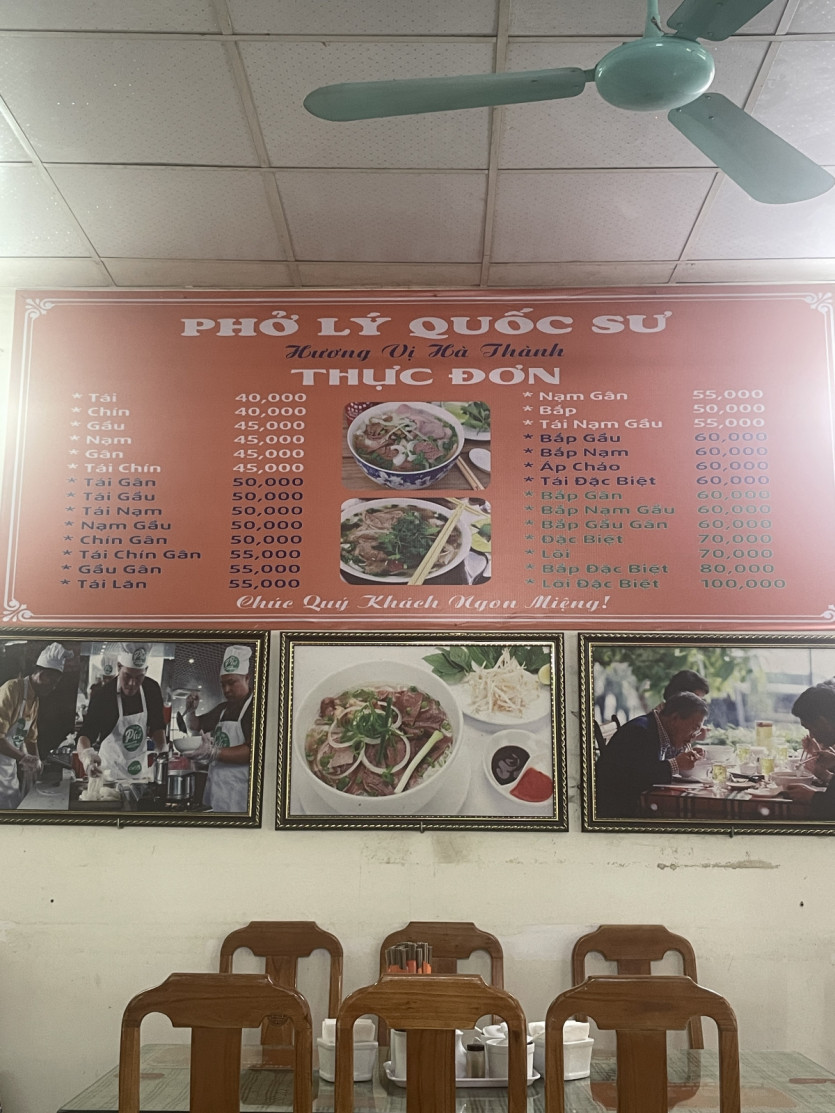 PHỞ LÝ QUỐC SƯ
Hương Vị Hà Thành
THỰC ĐƠN
* Tái 40,000
* Chín 40,000
* Gầu 45,000
* Nạm 45,000
* Gân 45,000
* Tái Chín 45,000
* Tái Gân 50,000
* Tái Gầu 50,000
* Tái Nạm 50,000
* Nạm Gầu 50,000
* Chín Gân 50,000
* Tái Chín Gân 55,000
* Gầu Gân 55,000
* Tái Lăn 55,000
* Nạm Gân 55,000
* Bắp 50,000
* Tái Nạm Gầu 55,000
* Bắp Gầu 60,000
* Bắp Nạm 60,000
* Áp Chảo 60,000
* Tái Đặc Biệt 60,000
* Bắp Gân 60,000
* Bắp Nạm Gầu 60,000
* Bắp Gầu Gân 60,000
* Đặc Biệt 70,000
* Lõi 70,000
* Bắp Đặc Biệt 80,000
* Lõi Đặc Biệt 100,000
Chúc Quý Khách Ngon Miệng!
Phở